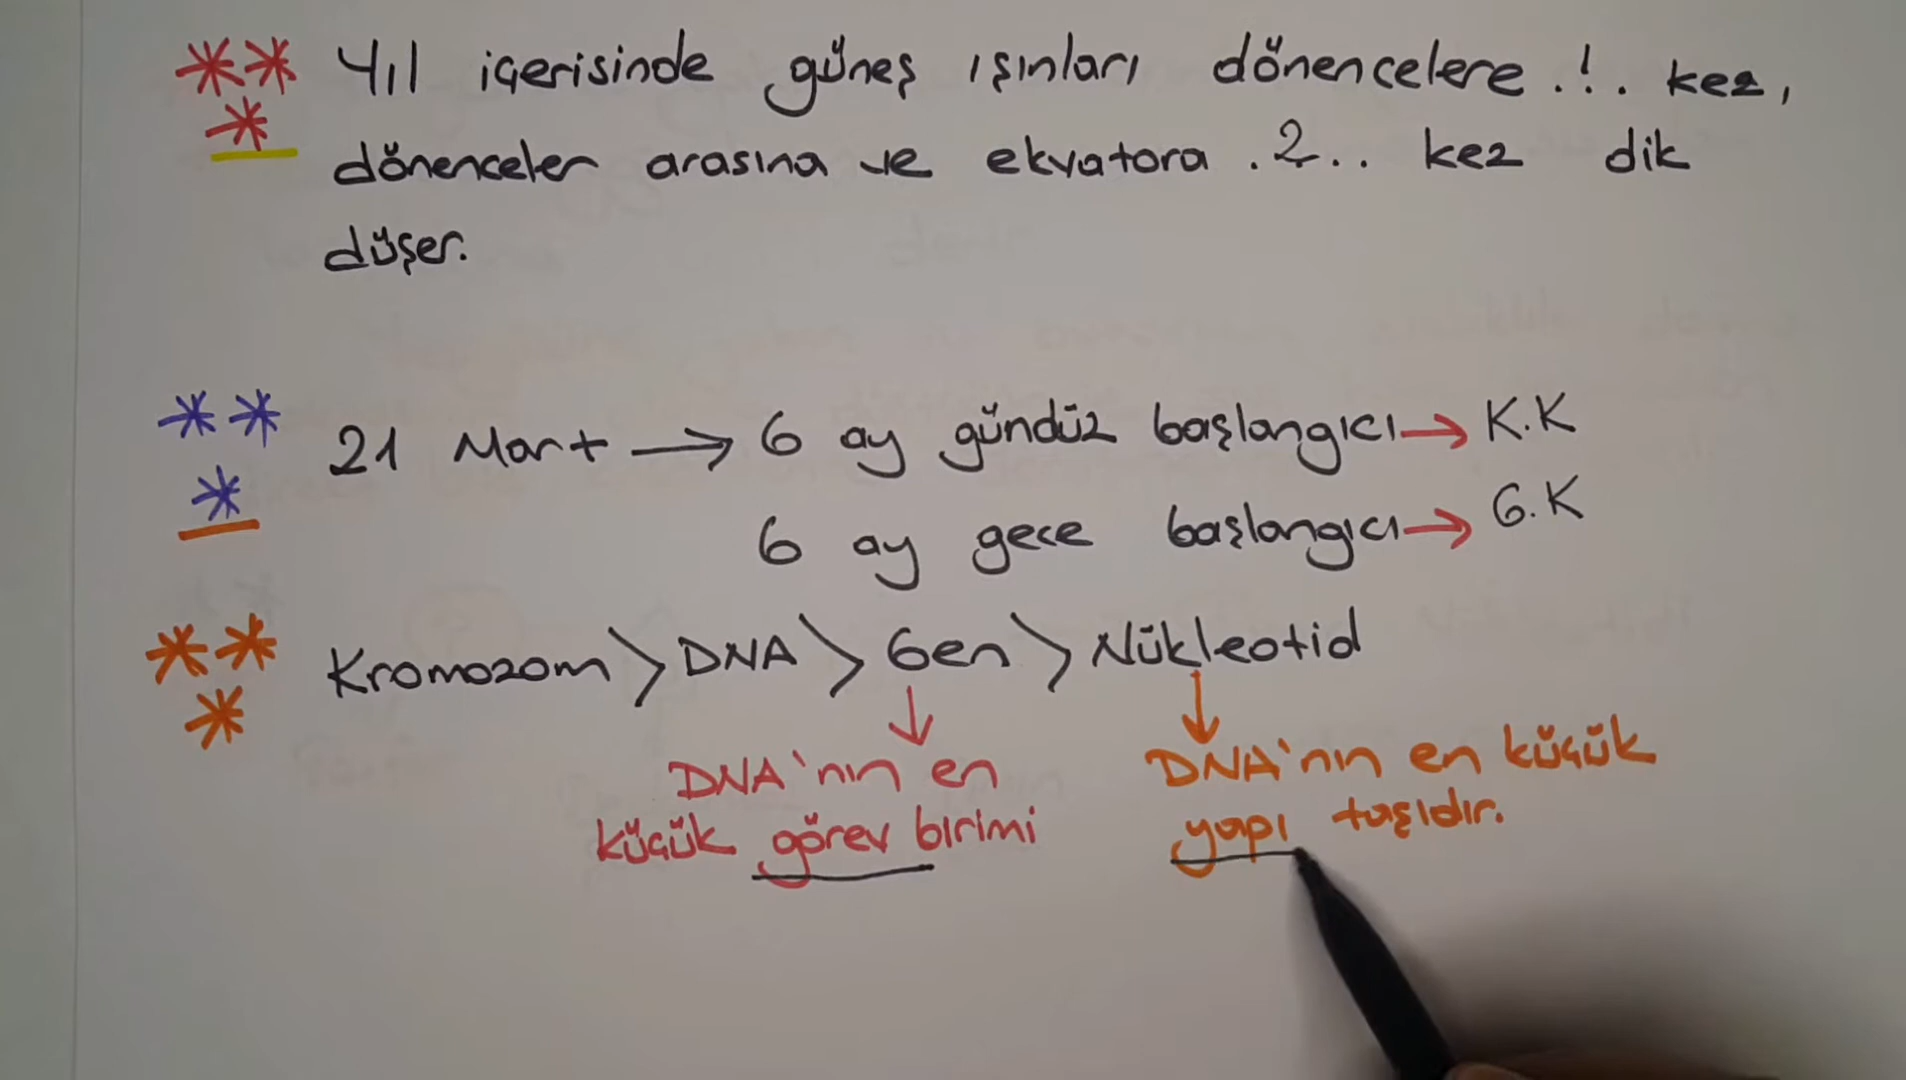 Yıl içerisinde güneş ışınları dönencelere .1. kez,
dönenceler arasına ve ekvatora .2.. kez dik
düşer.
21 Mart → 6 ay gündüz başlangıcı → K.K
6 ay gece başlangıcı → G.K
Kromozom > DNA > Gen > Nükleotid
DNA'nın en
küçük görev birimi
DNA'nın en küçük
yapı taşıdır.